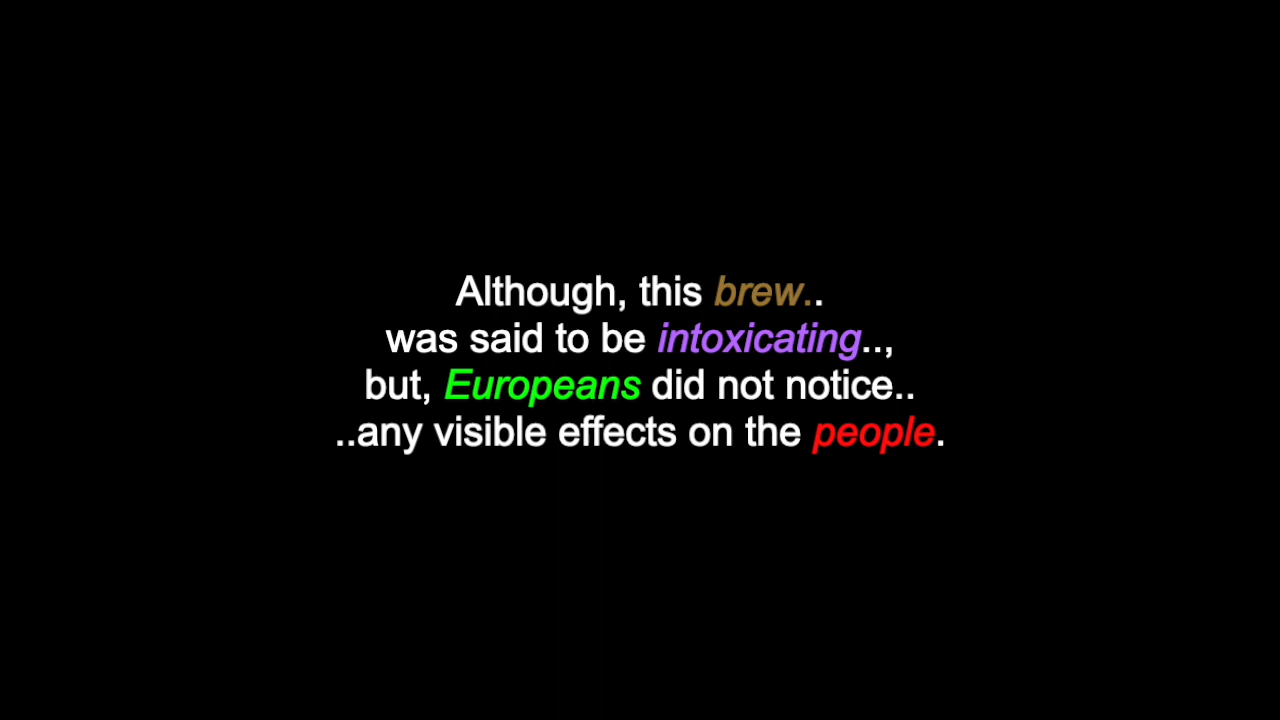 Although, this brew..
was said to be intoxicating..,
but, Europeans did not notice..
..any visible effects on the people.